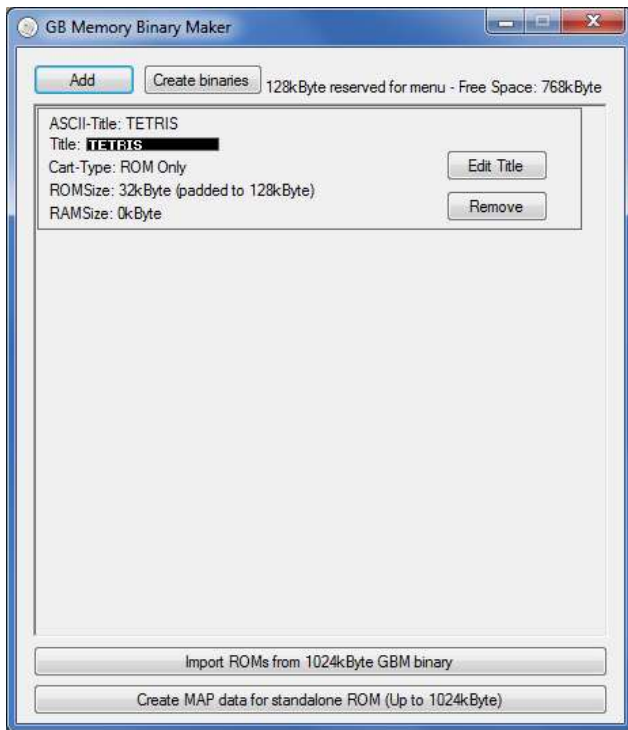 GB Memory Binary Maker
Add Create binaries 128kByte reserved for menu - Free Space: 768kByte
ASCII-Title: TETRIS
Title: TETRIS
Cart-Type: ROM Only
Edit Title
ROMSize: 32kByte (padded to 128kByte)
RAMSize: 0kByte
Remove
Import ROMs from 1024kByte GBM binary
Create MAP data for standalone ROM (Up to 1024kByte)